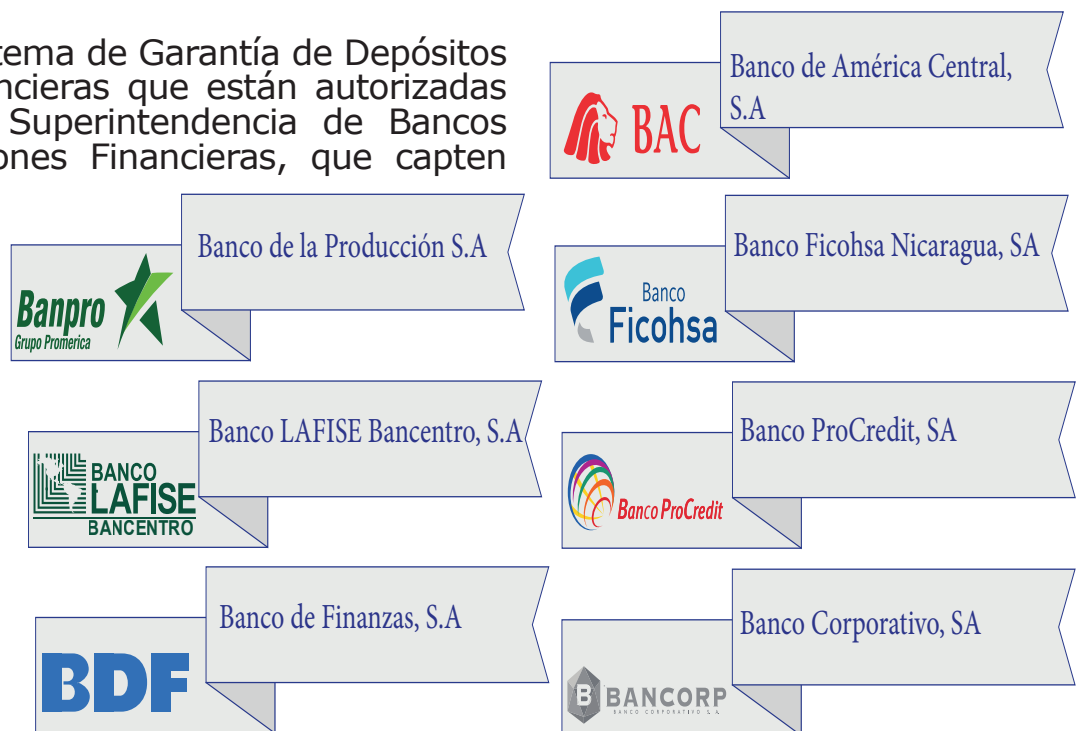 tema de Garantía de Depósitos
ncieras que están autorizadas
Superintendencia de Bancos
ones Financieras, que capten
BAC
Banco de América Central,
S.A
Banpro
Grupo Promerica
Banco de la Producción S.A
Banco
Ficohsa
Banco Ficohsa Nicaragua, SA
BANCO
LAFISE
BANCENTRO
Banco LAFISE Bancentro, S.A
Banco ProCredit
Banco ProCredit, SA
BDF
Banco de Finanzas, S.A
B BANCORP
BANCO CORPORATIVO S.A.
Banco Corporativo, SA